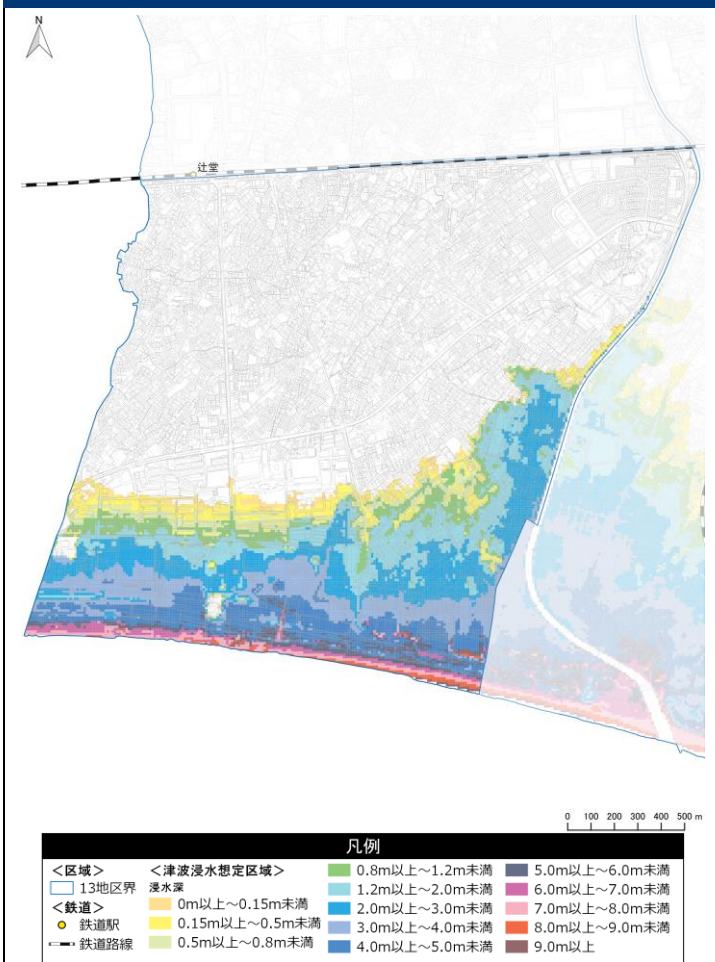 N
辻堂
0 100 200 300 400 500 m
凡例
＜区域＞
13地区界
＜鉄道＞
鉄道駅
鉄道路線
＜津波浸水想定区域＞
浸水深
0m以上～0.15m未満
0.15m以上～0.5m未満
0.5m以上～0.8m未満
0.8m以上～1.2m未満
1.2m以上～2.0m未満
2.0m以上～3.0m未満
3.0m以上～4.0m未満
4.0m以上～5.0m未満
5.0m以上～6.0m未満
6.0m以上～7.0m未満
7.0m以上～8.0m未満
8.0m以上～9.0m未満
9.0m以上